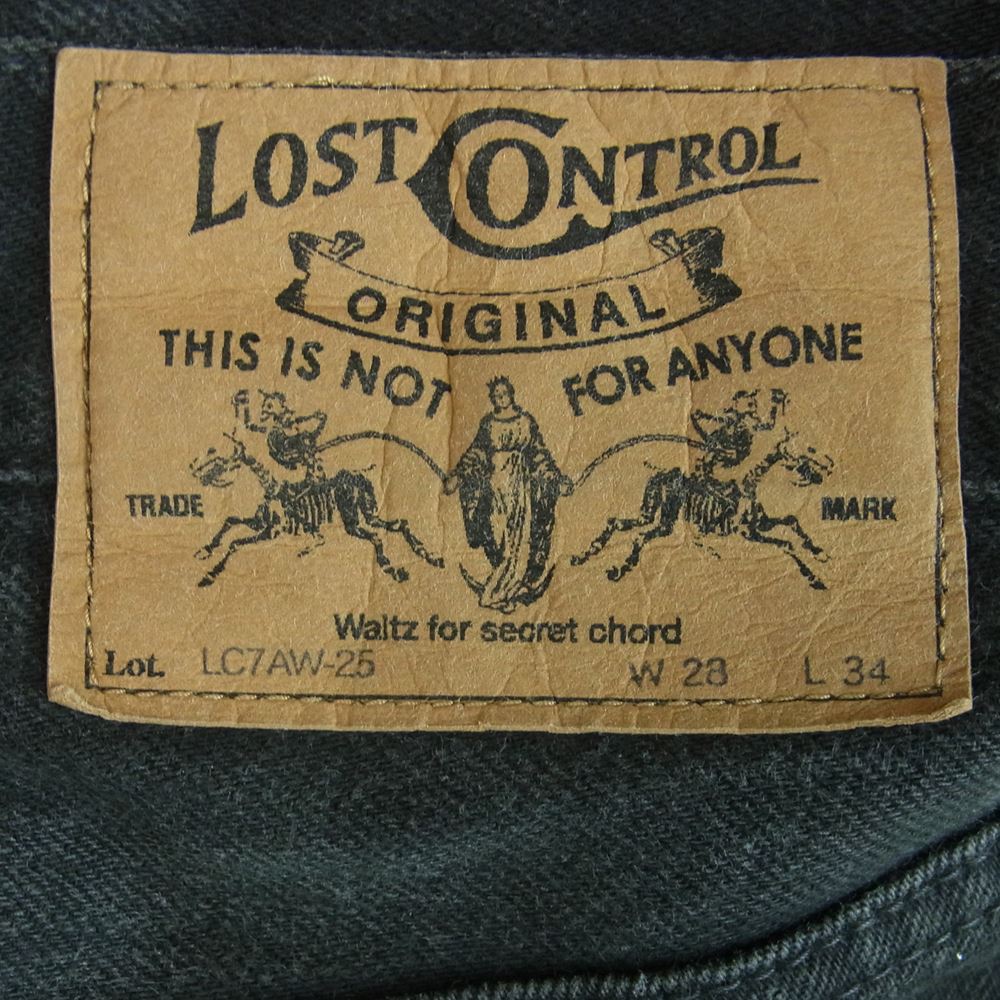 LOST CONTROL
ORIGINAL
THIS IS NOT FOR ANYONE
TRADE MARK
Waltz for secret chord
Lot. LC7AW-25 W 28 L 34